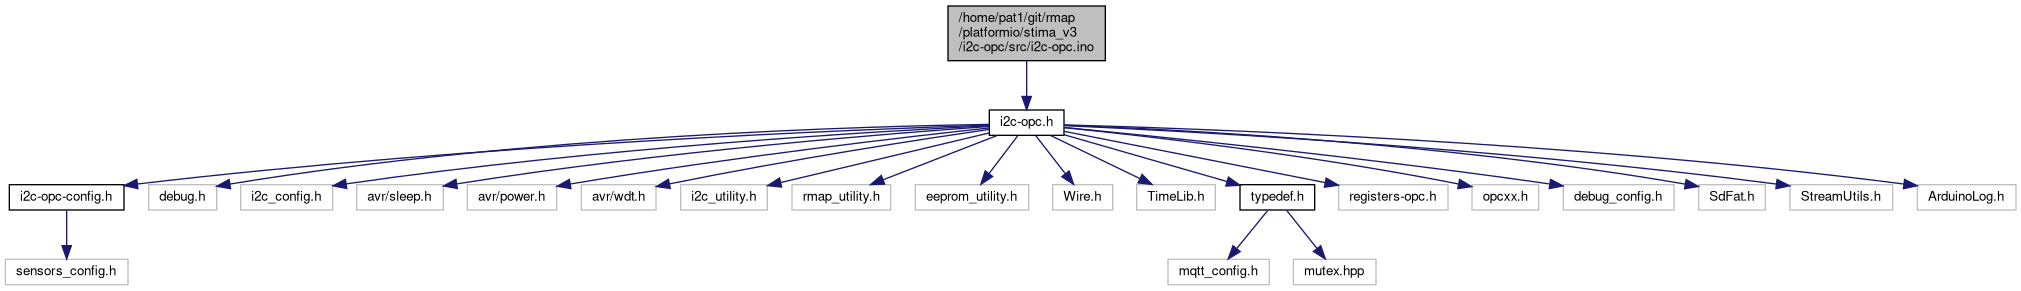 /home/pat1/git/rmap
/platformio/stima_v3
/i2c-opc/src/i2c-opc.ino
i2c-opc.h
i2c-opc-config.h
debug.h
i2c_config.h
avr/sleep.h
avr/power.h
avr/wdt.h
i2c_utility.h
rmap_utility.h
eeprom_utility.h
Wire.h
TimeLib.h
typedef.h
registers-opc.h
opcxx.h
debug_config.h
SdFat.h
StreamUtils.h
ArduinoLog.h
sensors_config.h
mqtt_config.h
mutex.hpp